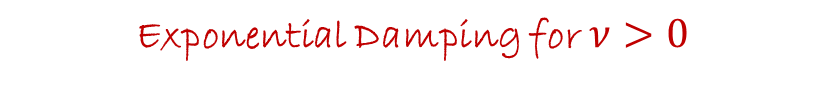 Exponential Damping for ν > 0